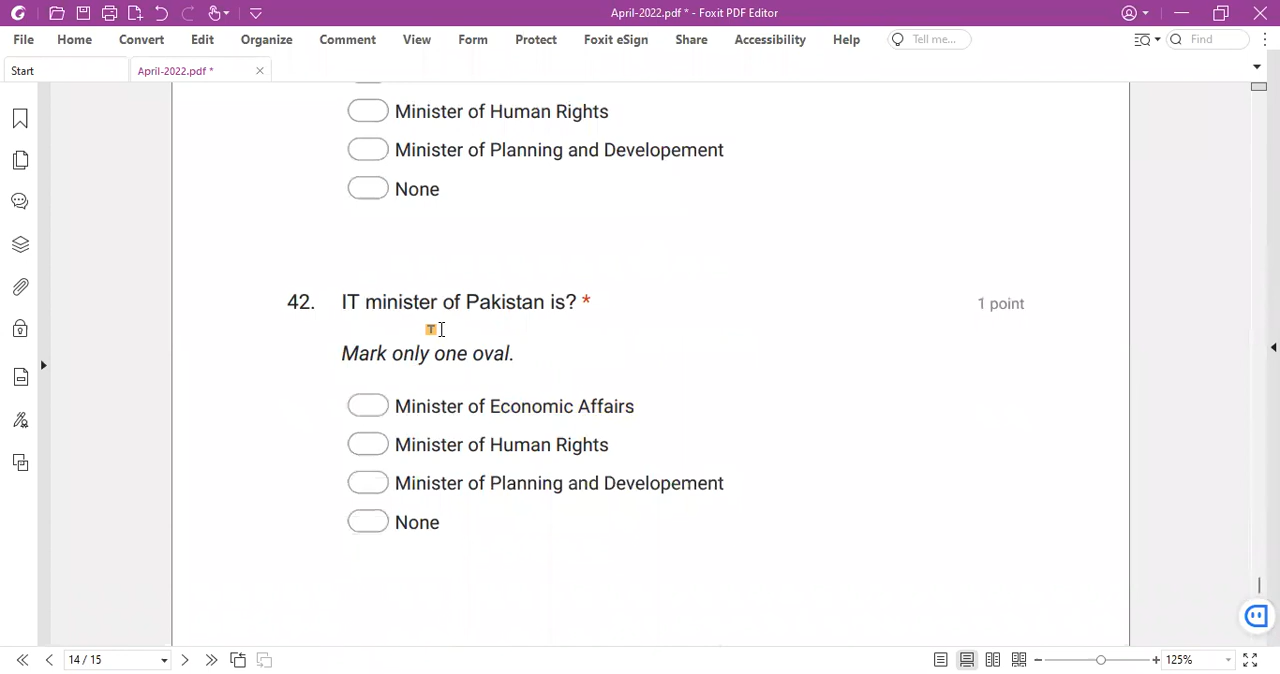 April-2022.pdf * - Foxit PDF Editor
File Home Convert Edit Organize Comment View Form Protect Foxit eSign Share Accessibility Help Tell me... Find
Start April-2022.pdf *
Minister of Human Rights
Minister of Planning and Developement
None
42. IT minister of Pakistan is? * 1 point
T
Mark only one oval.
Minister of Economic Affairs
Minister of Human Rights
Minister of Planning and Developement
None
14 / 15 125%